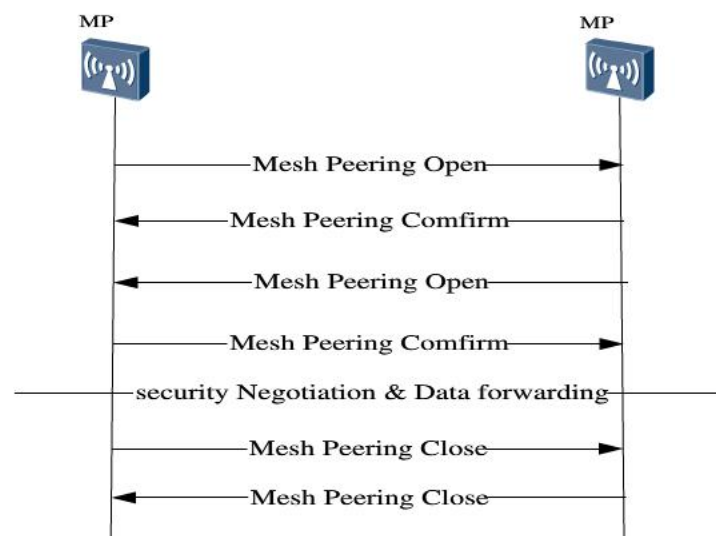 MP
MP
Mesh Peering Open
Mesh Peering Comfirm
Mesh Peering Open
Mesh Peering Comfirm
security Negotiation & Data forwarding
Mesh Peering Close
Mesh Peering Close